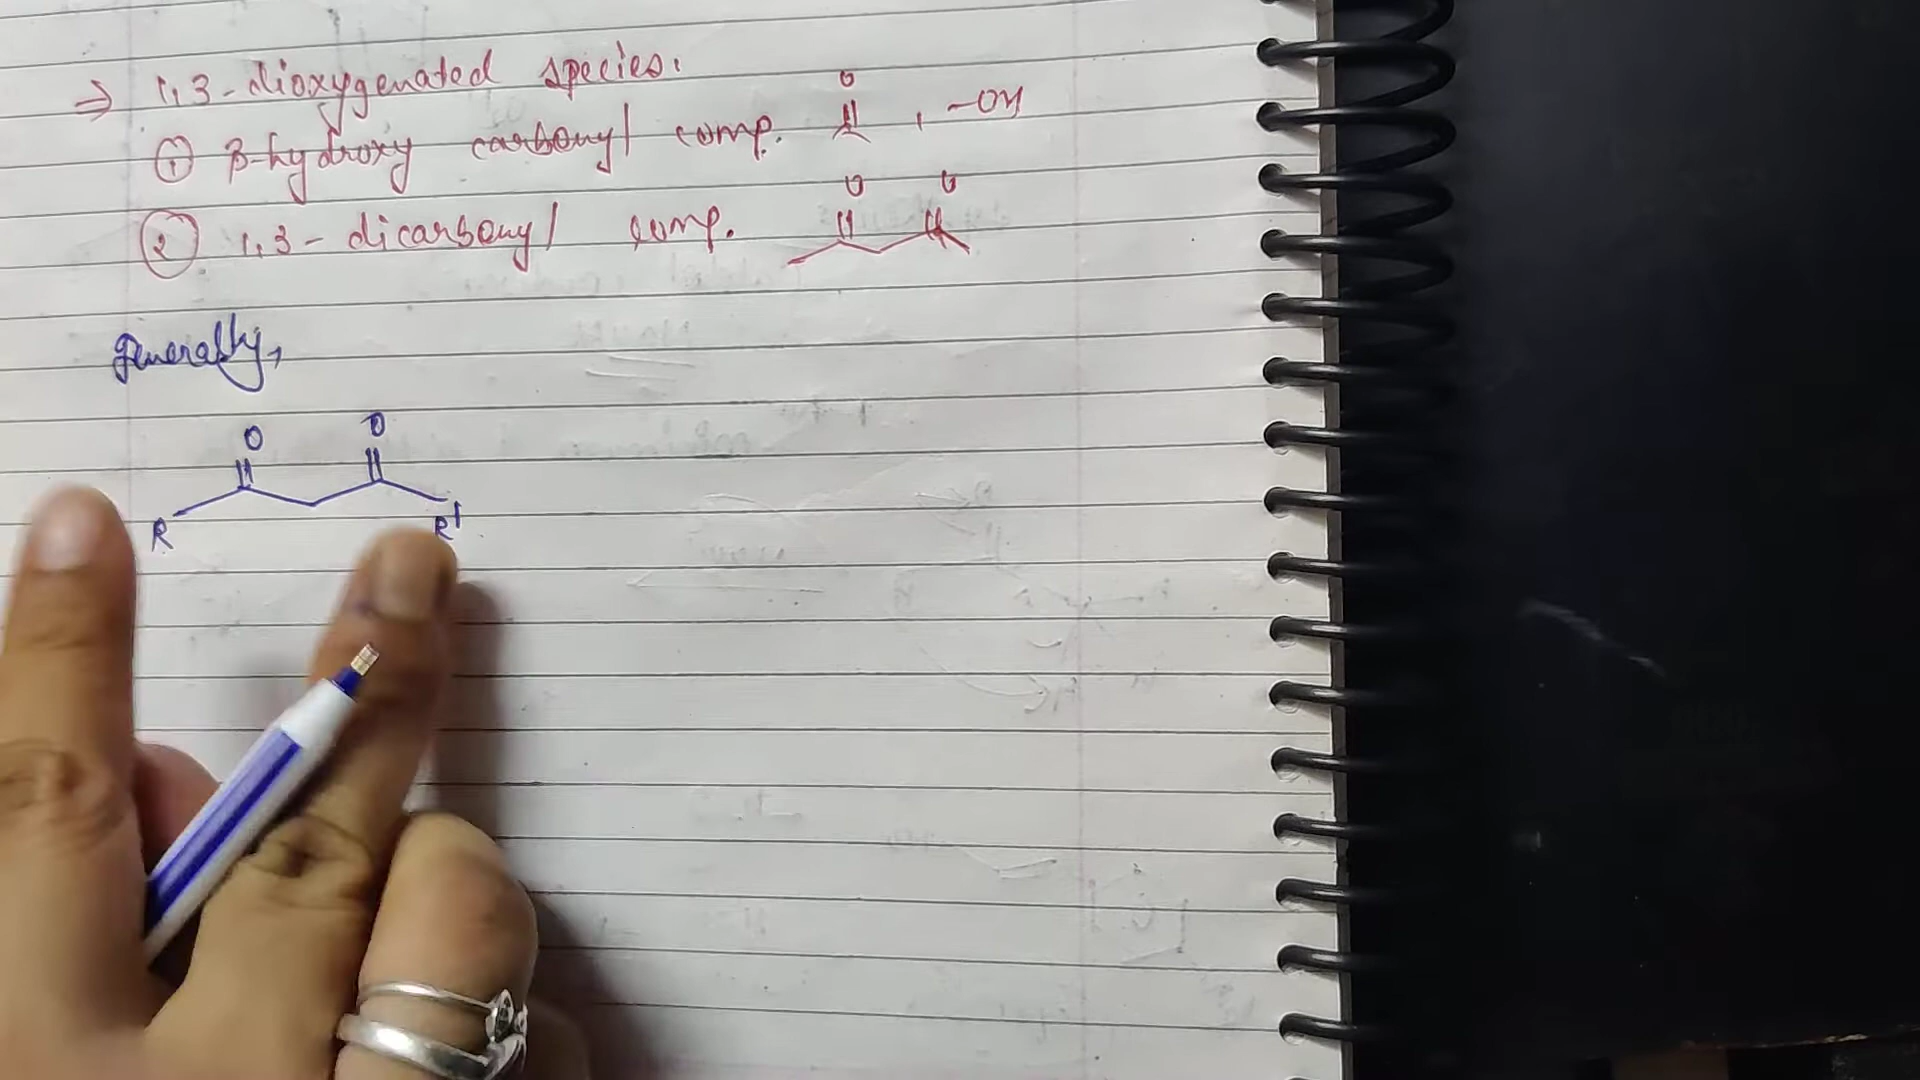 ⇒ 1,3-dioxygenated species.
① β-hydroxy carbonyl comp. O , -OH
② 1,3-dicarbonyl comp. O O
Generally,
O O
R R'